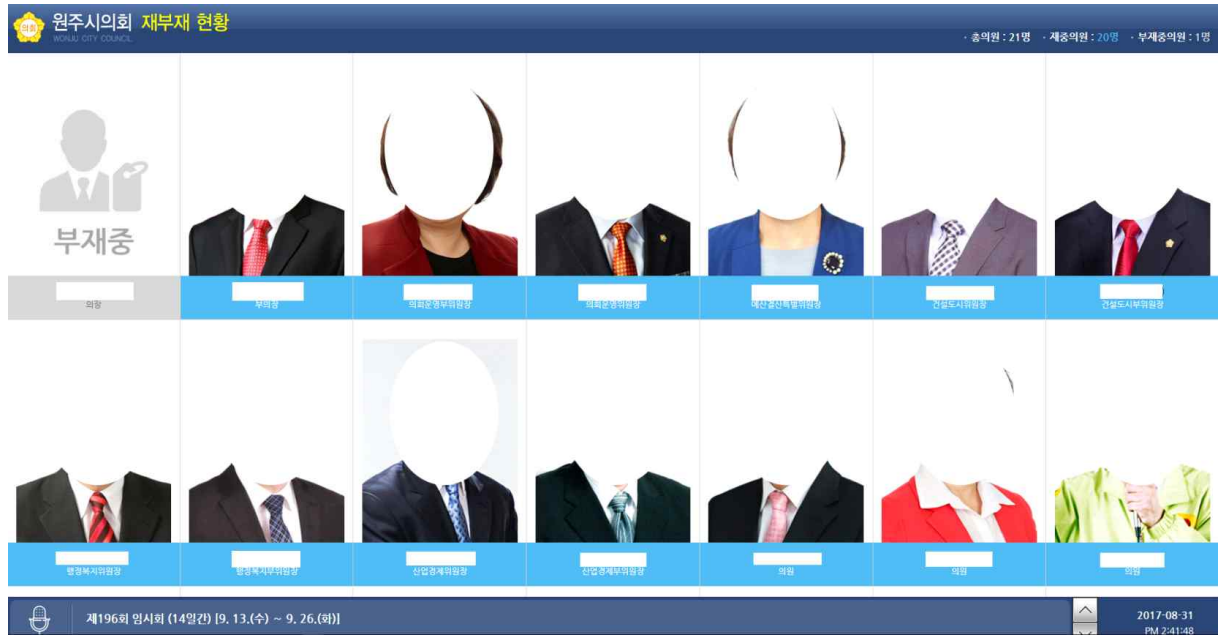 의회
원주시의회 재부재 현황
WONJU CITY COUNCIL
· 총의원 : 21명 · 재중의원 : 20명 · 부재중의원 : 1명
부재중
의장
부의장
의회운영부위원장
의회운영위원장
예산결산특별위원장
건설도시위원장
건설도시부위원장
행정복지위원장
행정복지부위원장
산업경제위원장
산업경제부위원장
의원
의원
의원
제196회 임시회 (14일간) [9. 13.(수) ~ 9. 26.(화)]
2017-08-31
PM 2:41:48